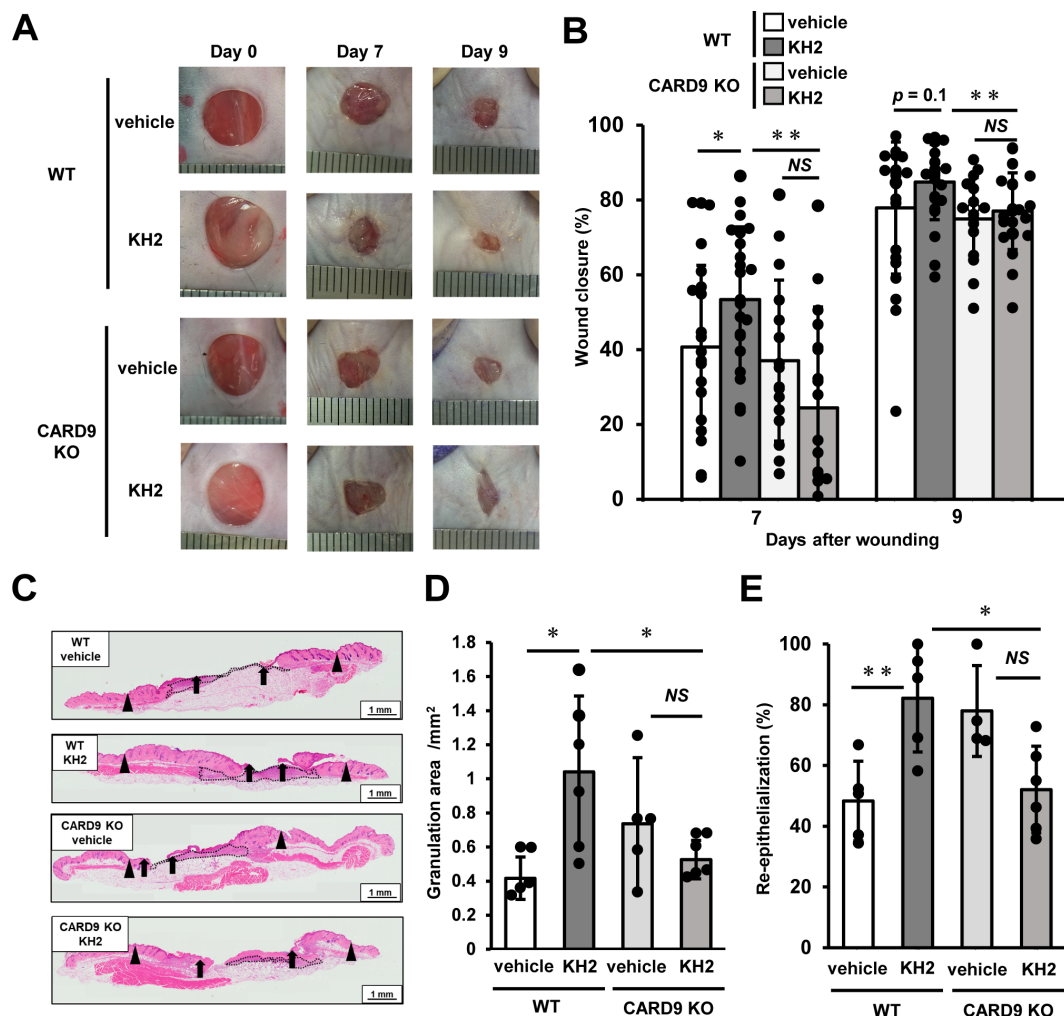 A
Day 0
Day 7
Day 9
WT
vehicle
KH2
CARD9
KO
vehicle
KH2
B
WT
vehicle
KH2
CARD9 KO
vehicle
KH2
p = 0.1
* *
NS
*
* *
NS
Wound closure (%)
100
80
60
40
20
0
7
9
Days after wounding
C
WT
vehicle
1 mm
WT
KH2
1 mm
CARD9 KO
vehicle
1 mm
CARD9 KO
KH2
1 mm
D
*
*
NS
Granulation area /mm²
1.8
1.6
1.4
1.2
1
0.8
0.6
0.4
0.2
0
vehicle KH2 vehicle KH2
WT CARD9 KO
E
*
* *
NS
Re-epithelialization (%)
100
80
60
40
20
0
vehicle KH2 vehicle KH2
WT CARD9 KO